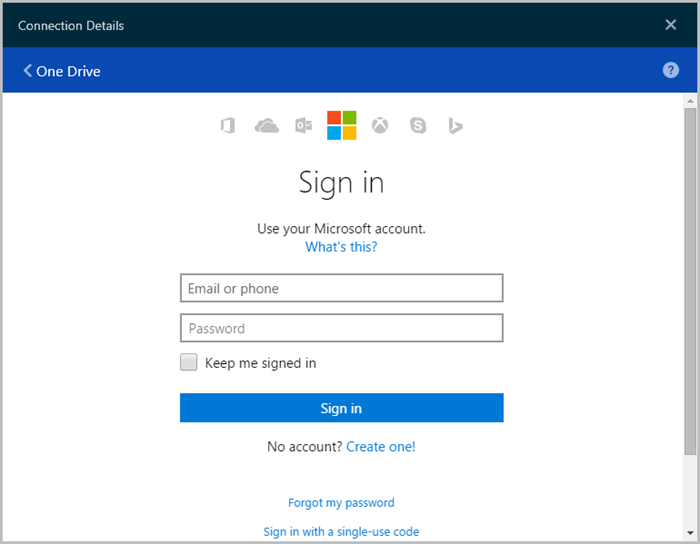 Connection Details
One Drive
?
Sign in
Use your Microsoft account.
What's this?
Email or phone
Password
Keep me signed in
Sign in
No account? Create one!
Forgot my password
Sign in with a single-use code